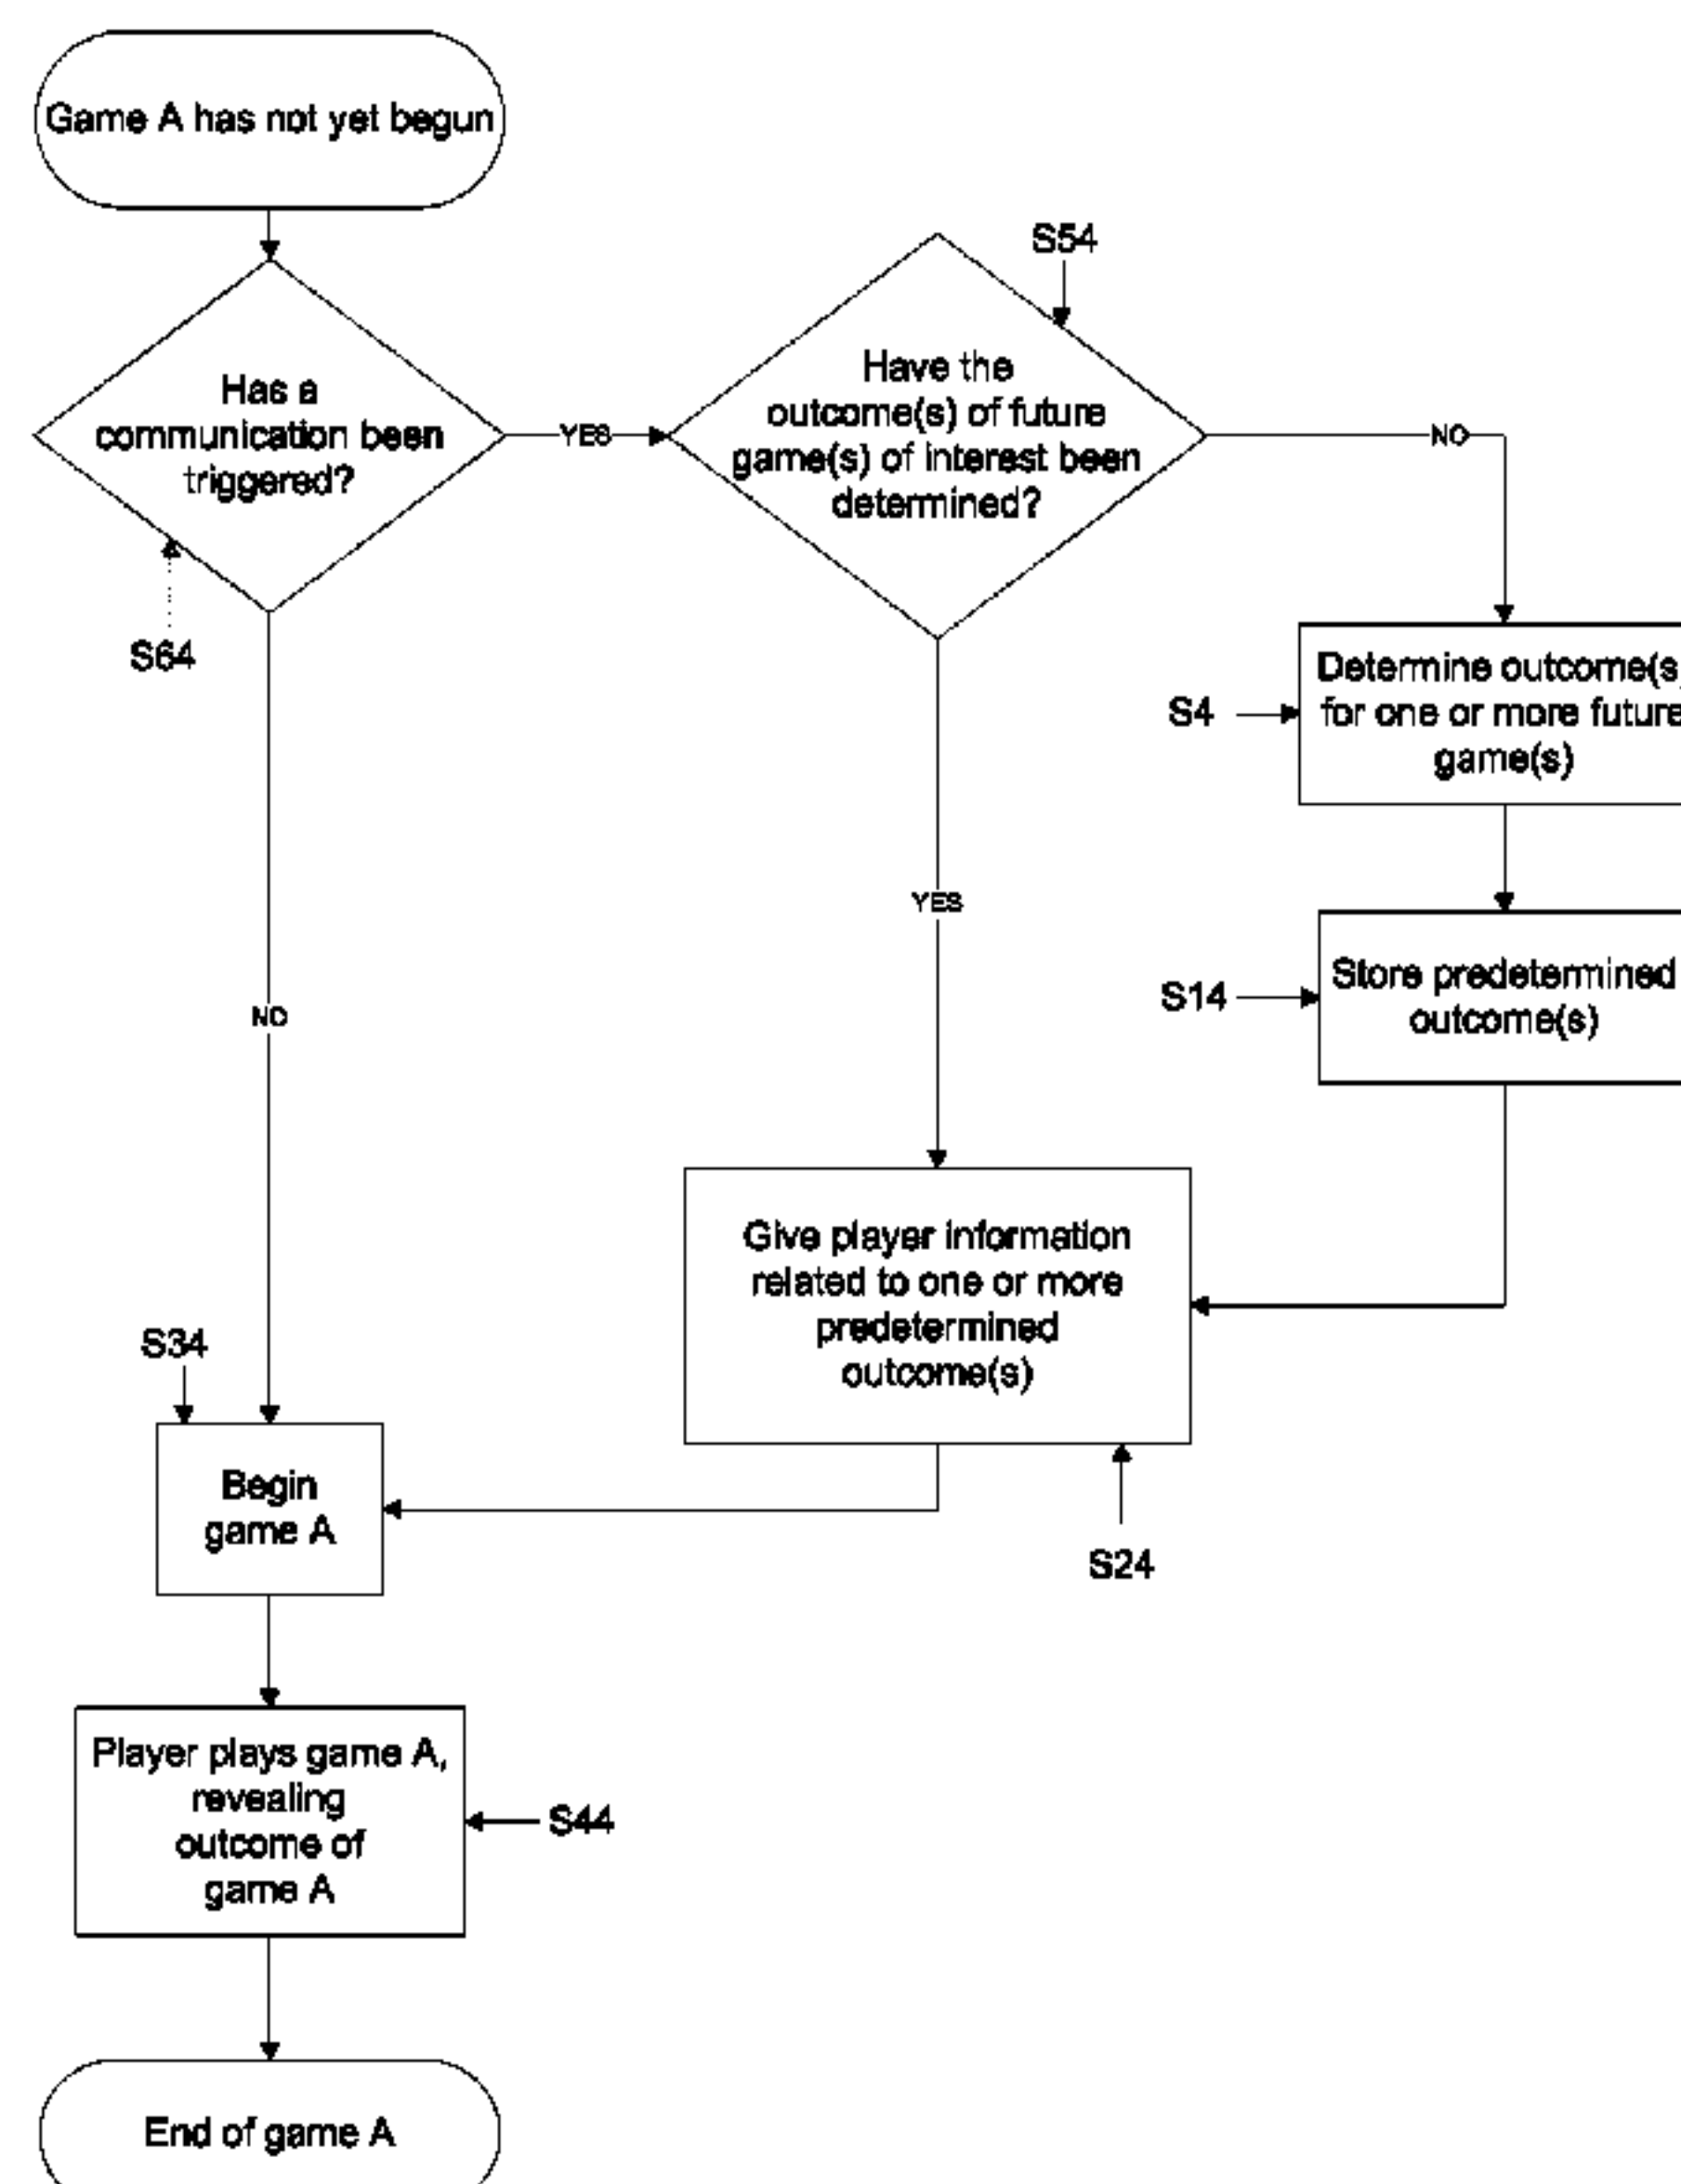 Game A has not yet begun
Has a
communication been
triggered?
S64
YES
S54
Have the
outcome(s) of future
game(s) of interest been
determined?
NO
S4
Determine outcome(s)
for one or more future
game(s)
S14
Store predetermined
outcome(s)
YES
NO
Give player information
related to one or more
predetermined
outcome(s)
S24
S34
Begin
game A
Player plays game A,
revealing
outcome of
game A
S44
End of game A